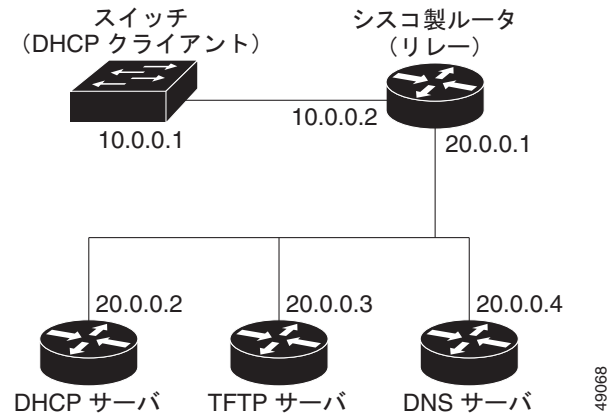 スイッチ
（DHCP クライアント）
シスコ製ルータ
（リレー）
10.0.0.1
10.0.0.2
20.0.0.1
20.0.0.2
20.0.0.3
20.0.0.4
DHCP サーバ
TFTP サーバ
DNS サーバ
49068